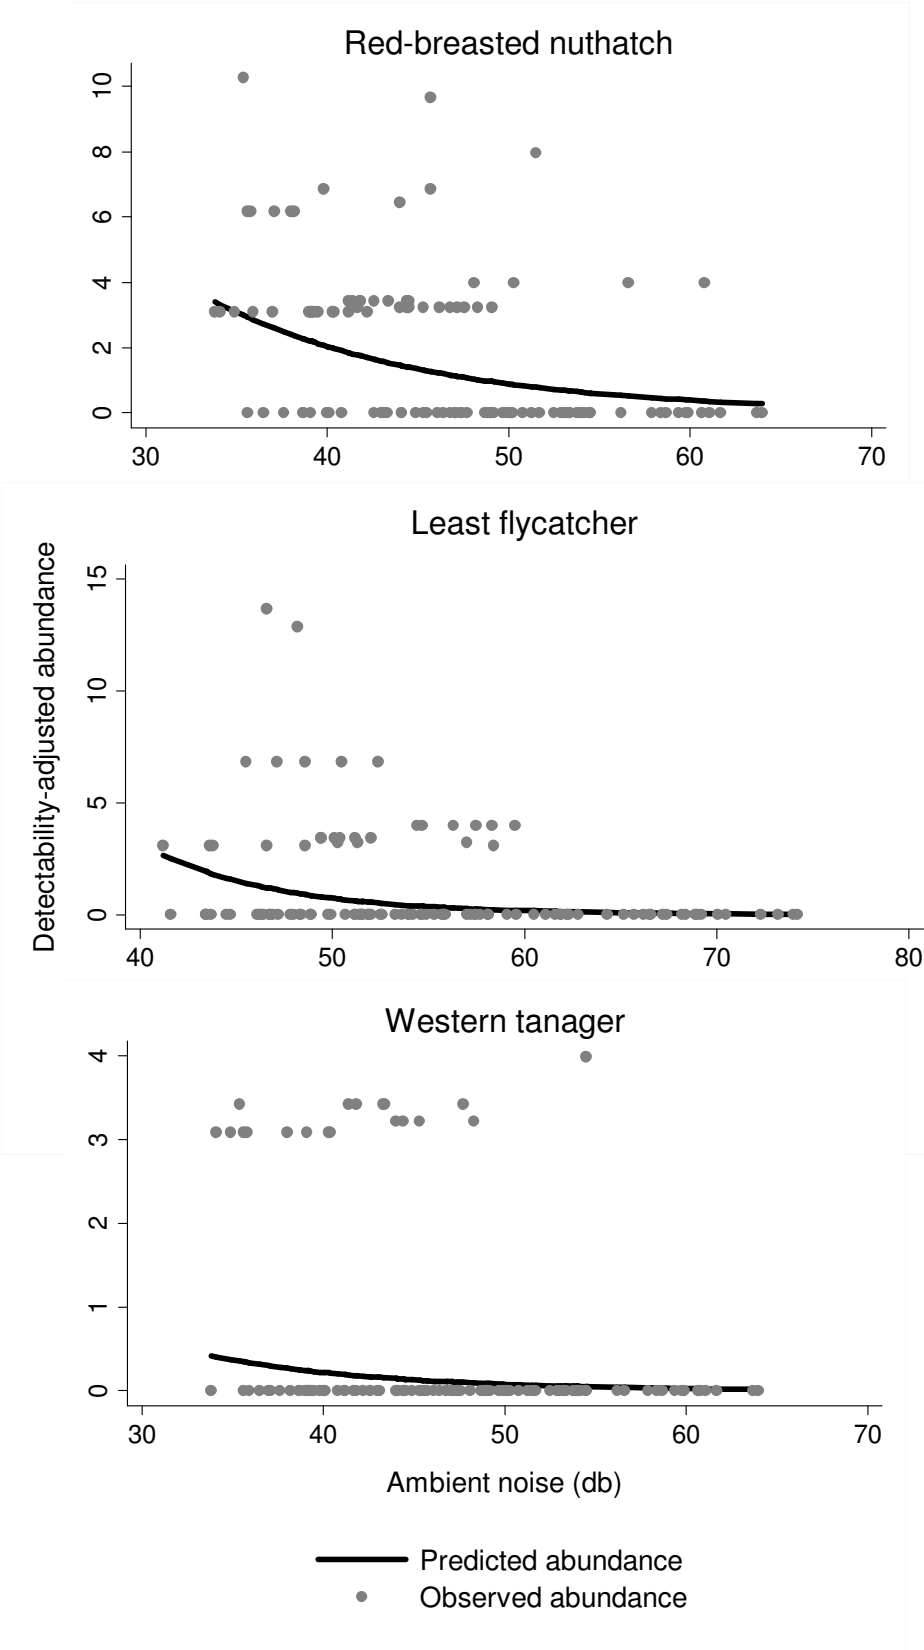 Red-breasted nuthatch
10
8
6
4
2
0
30 40 50 60 70
Least flycatcher
Detectability-adjusted abundance
15
10
5
0
40 50 60 70 80
Western tanager
4
3
2
1
0
30 40 50 60 70
Ambient noise (db)
Predicted abundance
Observed abundance